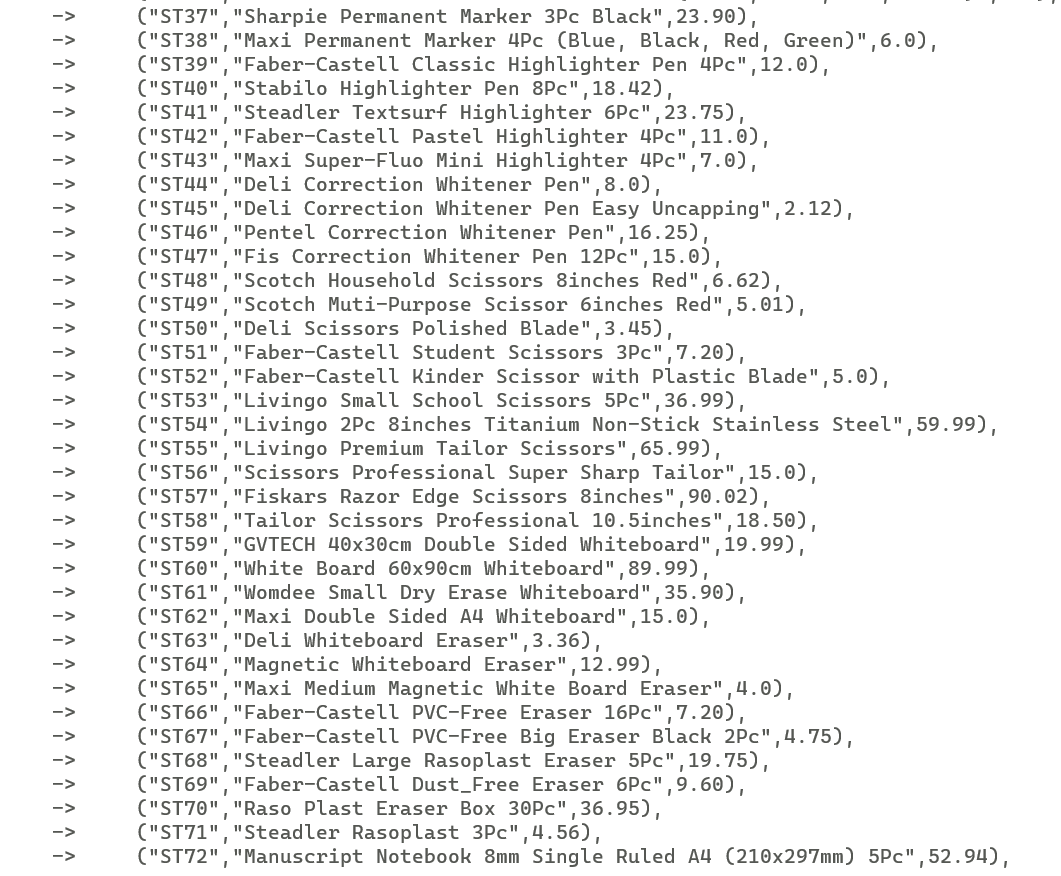 -> ("ST37","Sharpie Permanent Marker 3Pc Black",23.90),
-> ("ST38","Maxi Permanent Marker 4Pc (Blue, Black, Red, Green)",6.0),
-> ("ST39","Faber-Castell Classic Highlighter Pen 4Pc",12.0),
-> ("ST40","Stabilo Highlighter Pen 8Pc",18.42),
-> ("ST41","Steadler Textsurf Highlighter 6Pc",23.75),
-> ("ST42","Faber-Castell Pastel Highlighter 4Pc",11.0),
-> ("ST43","Maxi Super-Fluo Mini Highlighter 4Pc",7.0),
-> ("ST44","Deli Correction Whitener Pen",8.0),
-> ("ST45","Deli Correction Whitener Pen Easy Uncapping",2.12),
-> ("ST46","Pentel Correction Whitener Pen",16.25),
-> ("ST47","Fis Correction Whitener Pen 12Pc",15.0),
-> ("ST48","Scotch Household Scissors 8inches Red",6.62),
-> ("ST49","Scotch Muti-Purpose Scissor 6inches Red",5.01),
-> ("ST50","Deli Scissors Polished Blade",3.45),
-> ("ST51","Faber-Castell Student Scissors 3Pc",7.20),
-> ("ST52","Faber-Castell Kinder Scissor with Plastic Blade",5.0),
-> ("ST53","Livingo Small School Scissors 5Pc",36.99),
-> ("ST54","Livingo 2Pc 8inches Titanium Non-Stick Stainless Steel",59.99),
-> ("ST55","Livingo Premium Tailor Scissors",65.99),
-> ("ST56","Scissors Professional Super Sharp Tailor",15.0),
-> ("ST57","Fiskars Razor Edge Scissors 8inches",90.02),
-> ("ST58","Tailor Scissors Professional 10.5inches",18.50),
-> ("ST59","GVTECH 40x30cm Double Sided Whiteboard",19.99),
-> ("ST60","White Board 60x90cm Whiteboard",89.99),
-> ("ST61","Womdee Small Dry Erase Whiteboard",35.90),
-> ("ST62","Maxi Double Sided A4 Whiteboard",15.0),
-> ("ST63","Deli Whiteboard Eraser",3.36),
-> ("ST64","Magnetic Whiteboard Eraser",12.99),
-> ("ST65","Maxi Medium Magnetic White Board Eraser",4.0),
-> ("ST66","Faber-Castell PVC-Free Eraser 16Pc",7.20),
-> ("ST67","Faber-Castell PVC-Free Big Eraser Black 2Pc",4.75),
-> ("ST68","Steadler Large Rasoplast Eraser 5Pc",19.75),
-> ("ST69","Faber-Castell Dust_Free Eraser 6Pc",9.60),
-> ("ST70","Raso Plast Eraser Box 30Pc",36.95),
-> ("ST71","Steadler Rasoplast 3Pc",4.56),
-> ("ST72","Manuscript Notebook 8mm Single Ruled A4 (210x297mm) 5Pc",52.94),